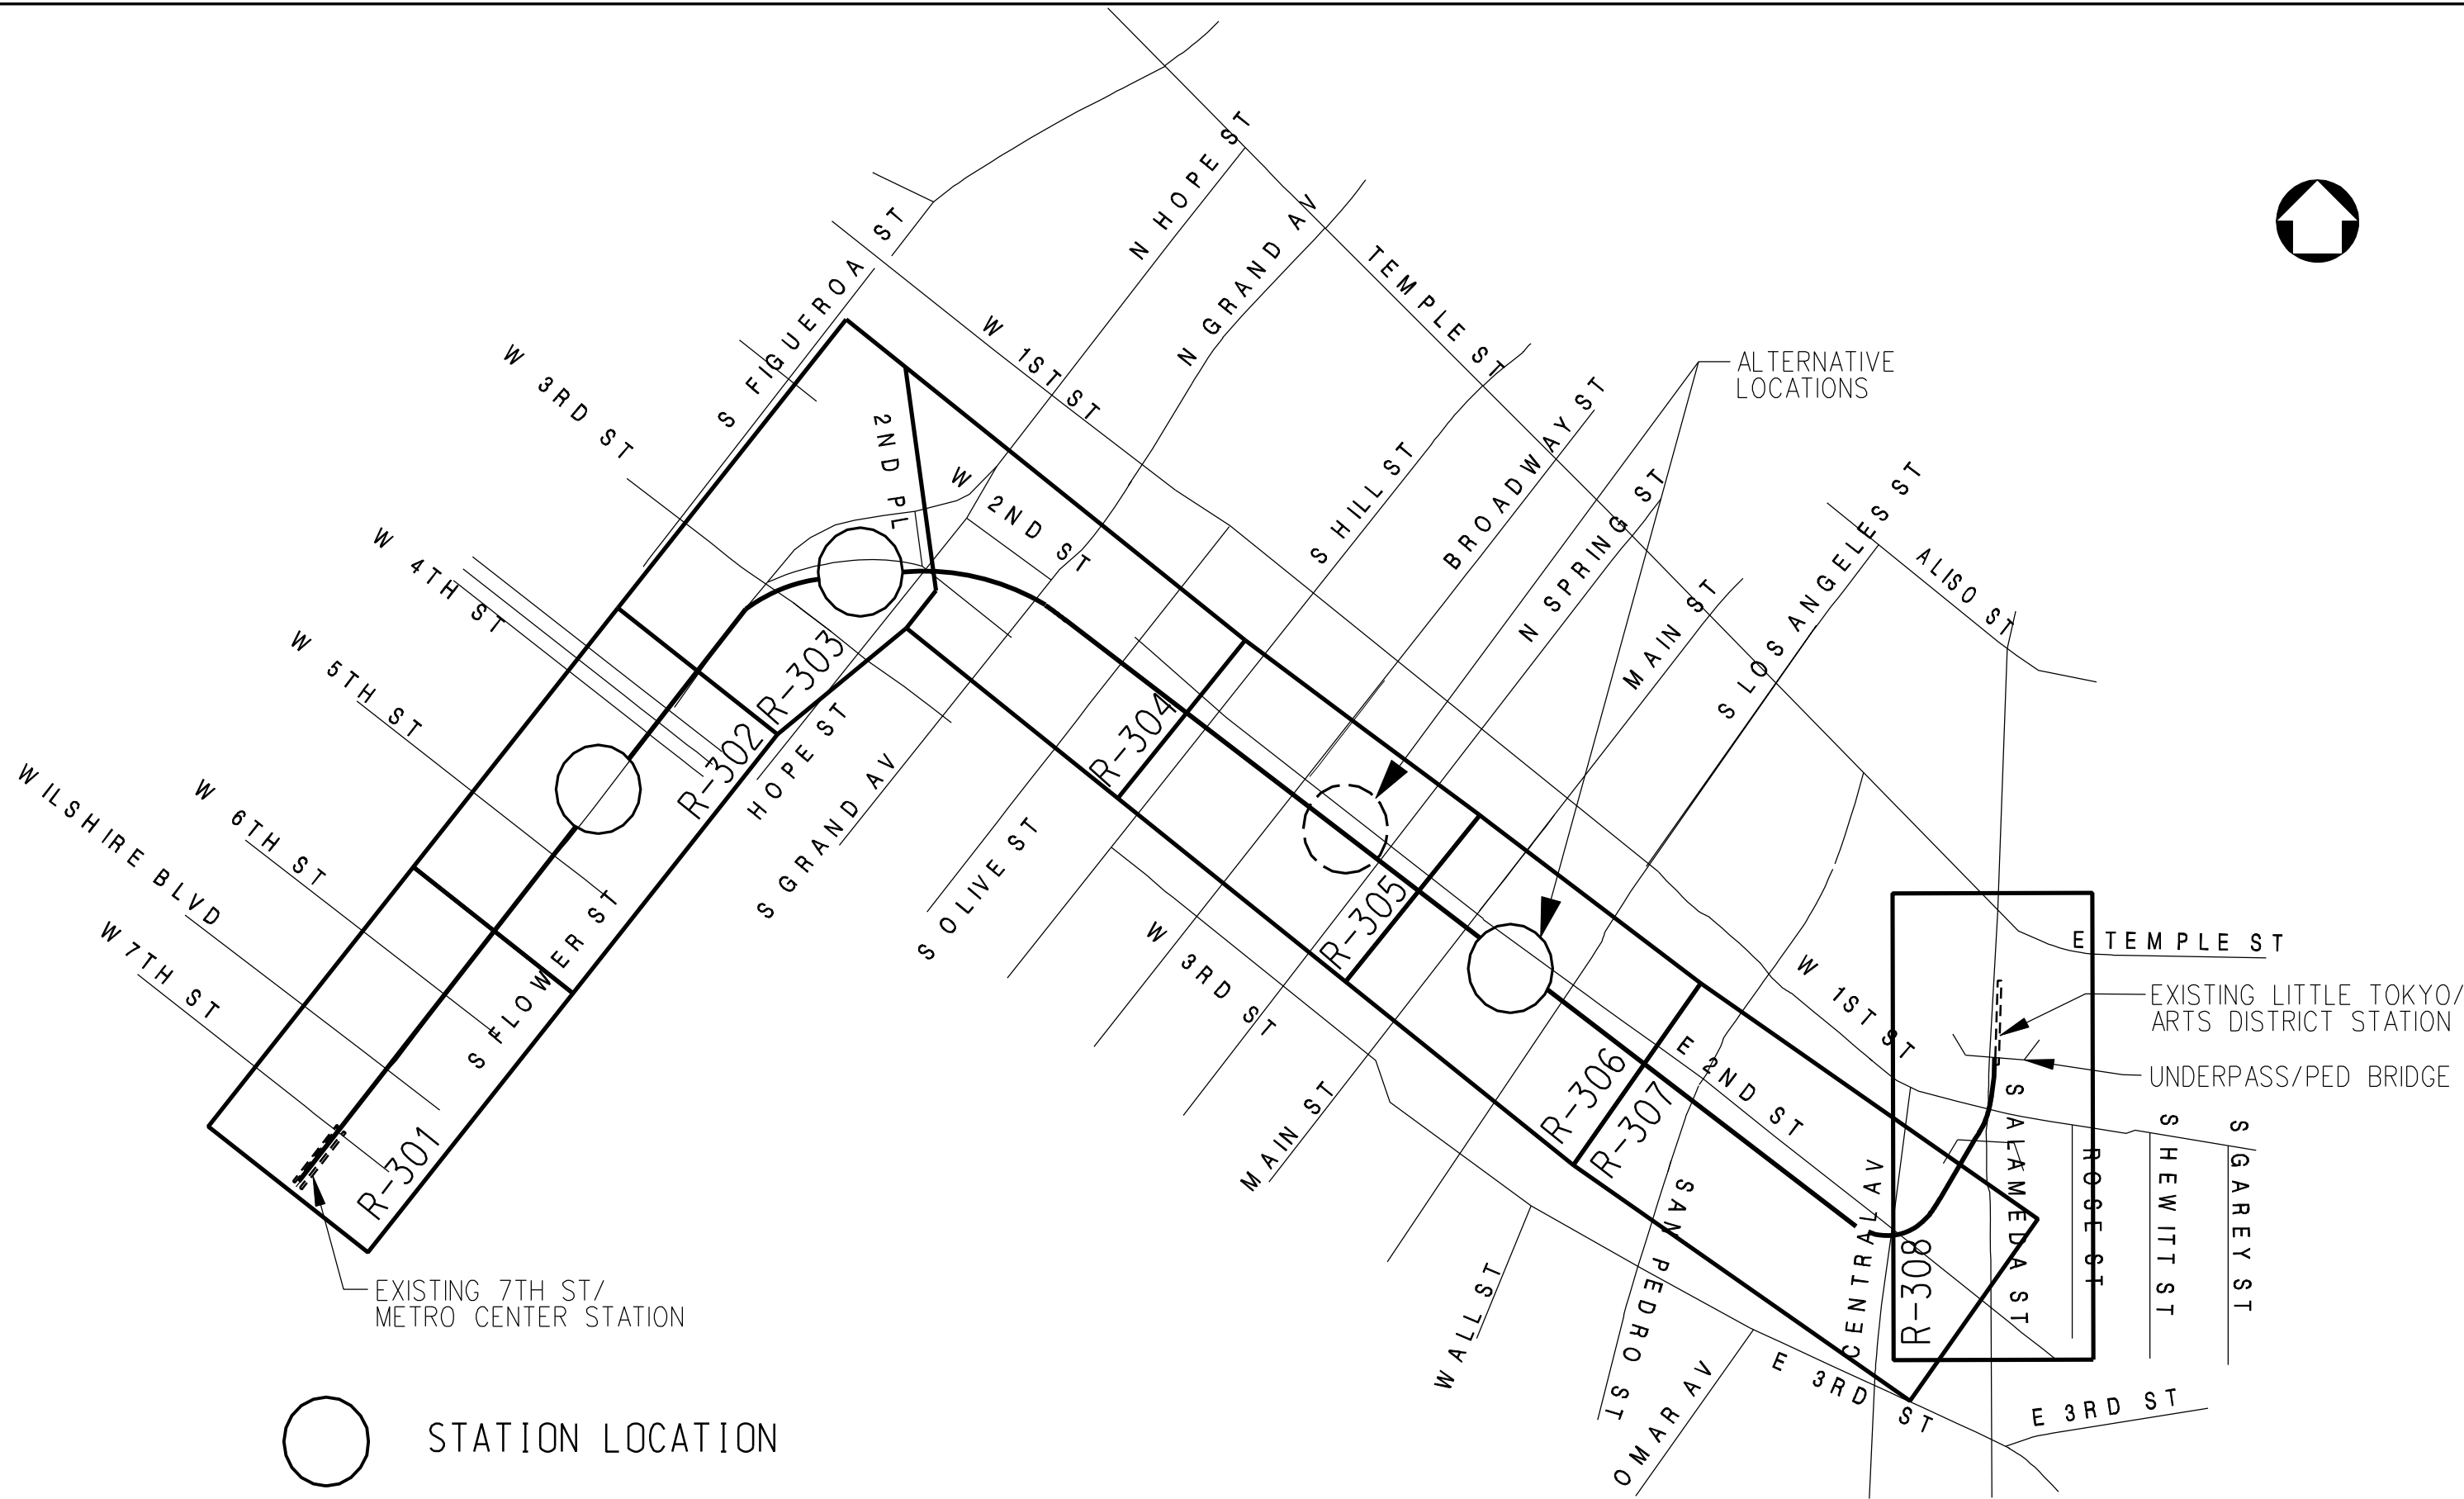 N HOPE ST
S FIGUEROA ST
N GRAND AV
TEMPLE ST
W 1ST ST
W 3RD ST
ALTERNATIVE
LOCATIONS
2ND PL
W 2ND ST
S HILL ST
BROADWAY ST
N SPRING ST
MAIN ST
S LOS ANGELES ST
ALISO ST
W 4TH ST
W 5TH ST
W 6TH ST
WILSHIRE BLVD
W 7TH ST
R-303
R-302
R-304
HOPE ST
S GRAND AV
S OLIVE ST
S FLOWER ST
R-301
R-305
W 3RD ST
MAIN ST
R-306
R-307
E 2ND ST
W 1ST ST
E TEMPLE ST
EXISTING LITTLE TOKYO/
ARTS DISTRICT STATION
UNDERPASS/PED BRIDGE
S ALAMEDA ST
ROSE ST
S HEWITT ST
S GAREY ST
CENTRAL AV
R-308
SAN PEDRO ST
WALL ST
OMAR AV
E 3RD ST
E 3RD ST
EXISTING 7TH ST/
METRO CENTER STATION
STATION LOCATION